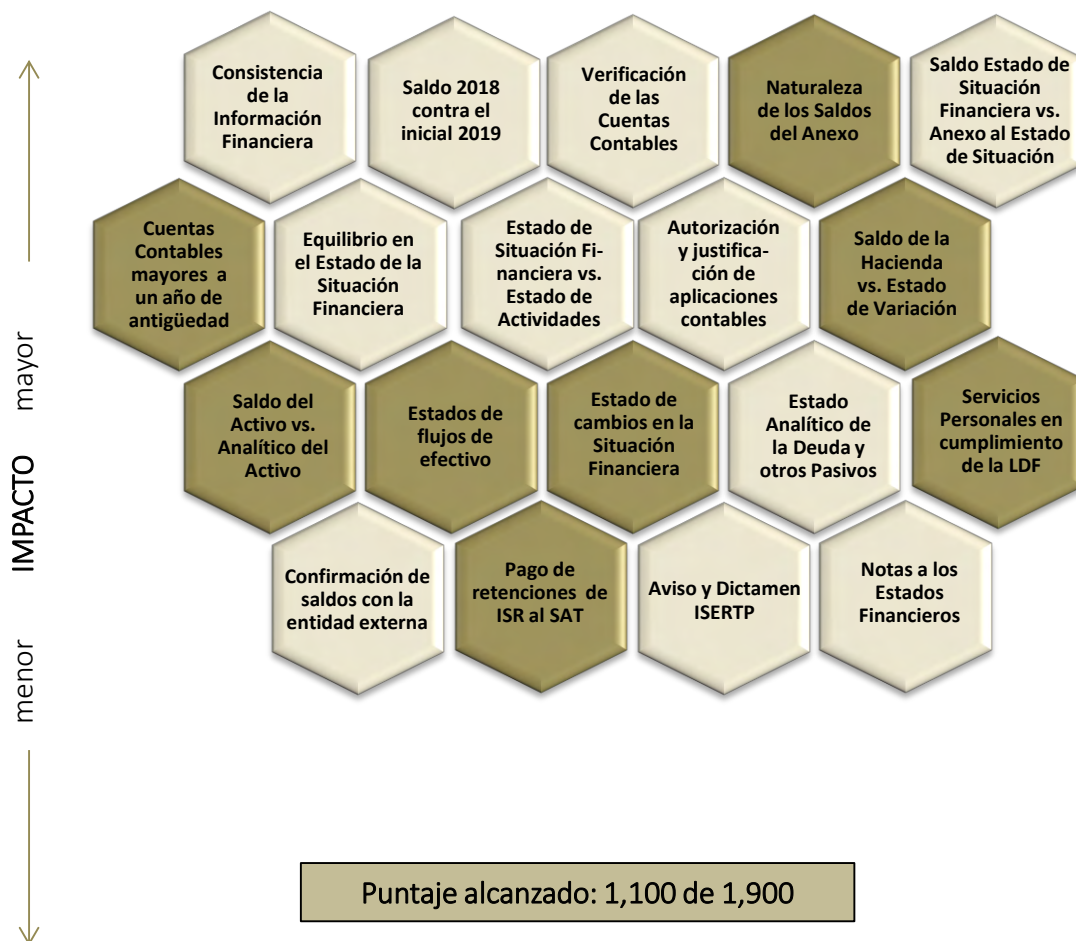 Consistencia
de la
Información
Financiera
Saldo 2018
contra el
inicial 2019
Verificación
de las
Cuentas
Contables
Naturaleza
de los Saldos
del Anexo
Saldo Estado de
Situación
Financiera vs.
Anexo al Estado
de Situación
Cuentas
Contables
mayores a
un año de
antigüedad
Equilibrio en
el Estado de la
Situación
Financiera
Estado de
Situación Fi-
nanciera vs.
Estado de
Actividades
Autorización
y justifica-
ción de
aplicaciones
contables
Saldo de la
Hacienda
vs. Estado
de Variación
Saldo del
Activo vs.
Analítico del
Activo
Estados de
flujos de
efectivo
Estado de
cambios en la
Situación
Financiera
Estado
Analítico de
la Deuda y
otros Pasivos
Servicios
Personales en
cumplimiento
de la LDF
Confirmación de
saldos con la
entidad externa
Pago de
retenciones de
ISR al SAT
Aviso y Dictamen
ISERTP
Notas a los
Estados
Financieros
menor IMPACTO mayor
Puntaje alcanzado: 1,100 de 1,900